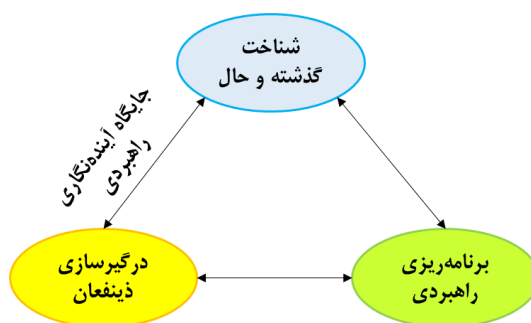 شناخت
گذشته و حال
جایگاه آینده‌نگاری
راهبردی
درگیرسازی
ذینفعان
برنامه‌ریزی
راهبردی